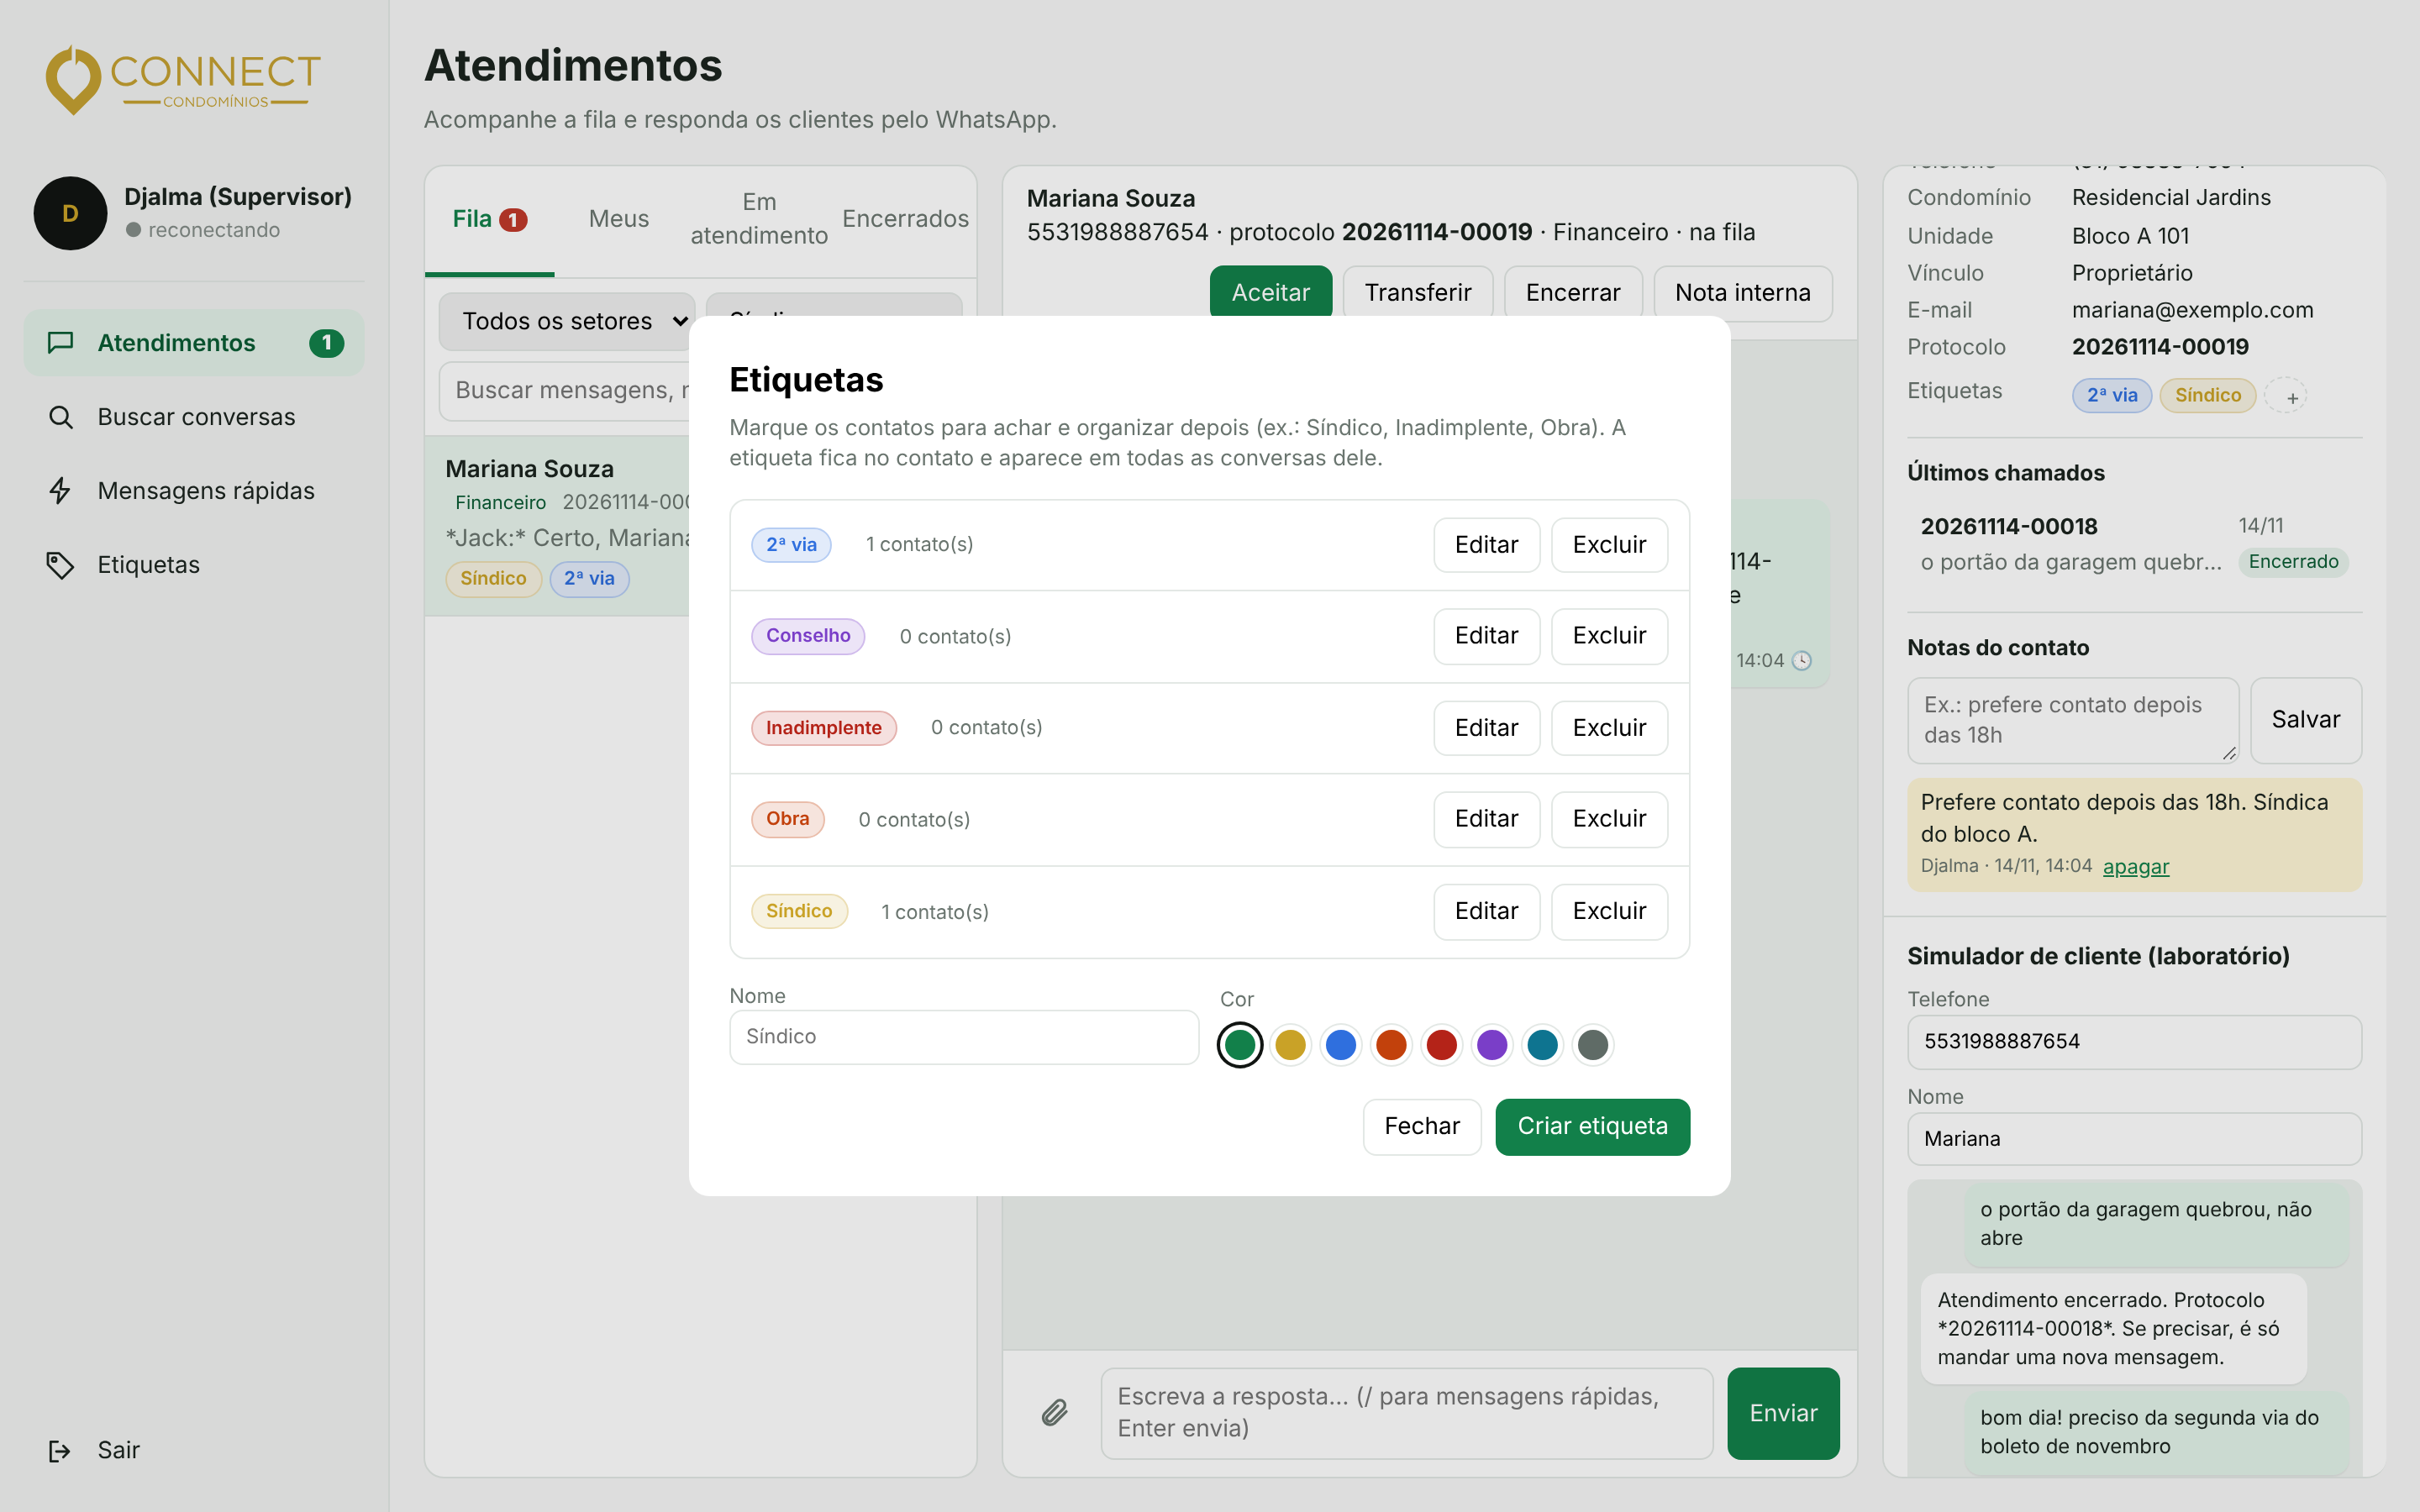 CONNECT
CONDOMÍNIOS
D
Djalma (Supervisor)
reconectando
Atendimentos
1
Buscar conversas
Mensagens rápidas
Etiquetas
Sair
Atendimentos
Acompanhe a fila e responda os clientes pelo WhatsApp.
Fila 1
Meus
Em
atendimento
Encerrados
Todos os setores
Buscar mensagens,
Mariana Souza
Financeiro 20261114-00
*Jack:* Certo, Mariana
Síndico 2ª via
Mariana Souza
5531988887654 · protocolo 20261114-00019 · Financeiro · na fila
Aceitar
Transferir
Encerrar
Nota interna
114-
e
14:04
Etiquetas
Marque os contatos para achar e organizar depois (ex.: Síndico, Inadimplente, Obra). A
etiqueta fica no contato e aparece em todas as conversas dele.
2ª via 1 contato(s) Editar Excluir
Conselho 0 contato(s) Editar Excluir
Inadimplente 0 contato(s) Editar Excluir
Obra 0 contato(s) Editar Excluir
Síndico 1 contato(s) Editar Excluir
Nome
Síndico
Cor
Fechar
Criar etiqueta
Escreva a resposta... (/ para mensagens rápidas,
Enter envia)
Enviar
Condomínio Residencial Jardins
Unidade Bloco A 101
Vínculo Proprietário
E-mail mariana@exemplo.com
Protocolo 20261114-00019
Etiquetas 2ª via Síndico +
Últimos chamados
20261114-00018 14/11
o portão da garagem quebr... Encerrado
Notas do contato
Ex.: prefere contato depois
das 18h
Salvar
Prefere contato depois das 18h. Síndica
do bloco A.
Djalma · 14/11, 14:04 apagar
Simulador de cliente (laboratório)
Telefone
5531988887654
Nome
Mariana
o portão da garagem quebrou, não
abre
Atendimento encerrado. Protocolo
*20261114-00018*. Se precisar, é só
mandar uma nova mensagem.
bom dia! preciso da segunda via do
boleto de novembro